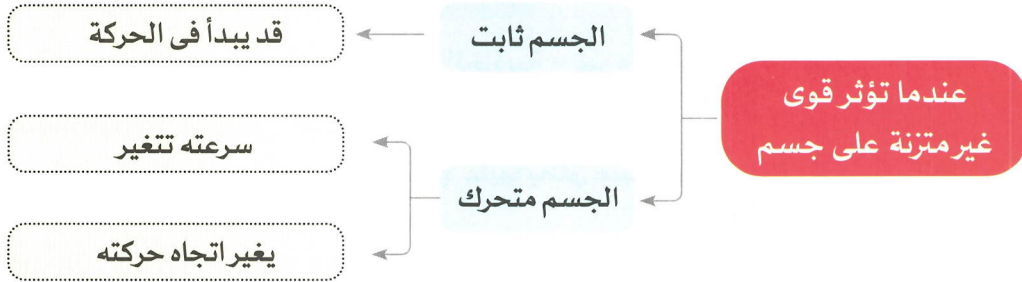 عندما تؤثر قوى
غير متزنة على جسم
الجسم ثابت
قد يبدأ فى الحركة
الجسم متحرك
سرعته تتغير
يغير اتجاه حركته